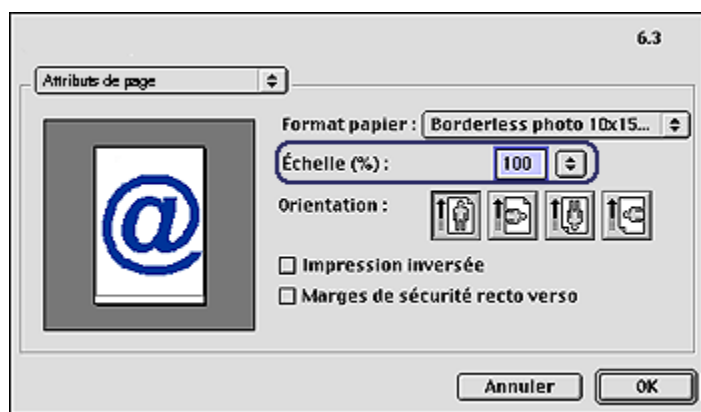 6.3
Attributs de page
Format papier : Borderless photo 10x15...
Échelle (%) : 100
Orientation :
Impression inversée
Marges de sécurité recto verso
@
Annuler OK